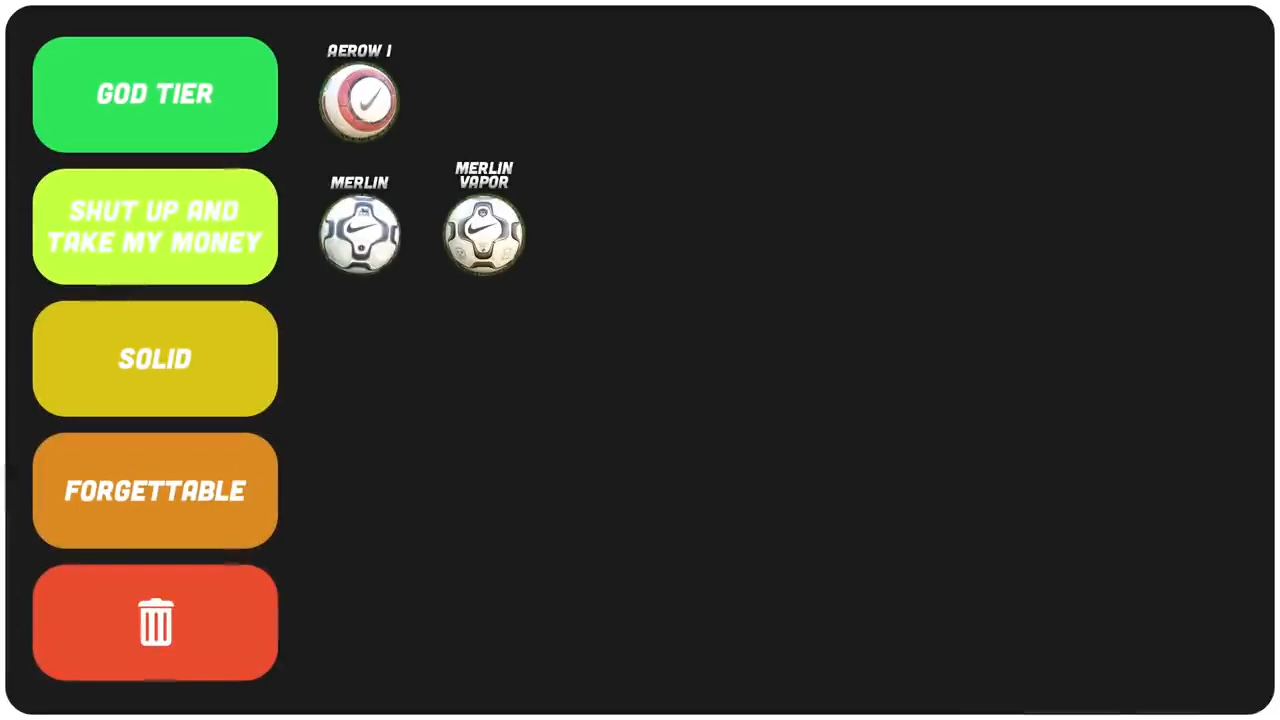 GOD TIER
AEROW I
SHUT UP AND
TAKE MY MONEY
MERLIN
MERLIN
VAPOR
SOLID
FORGETTABLE